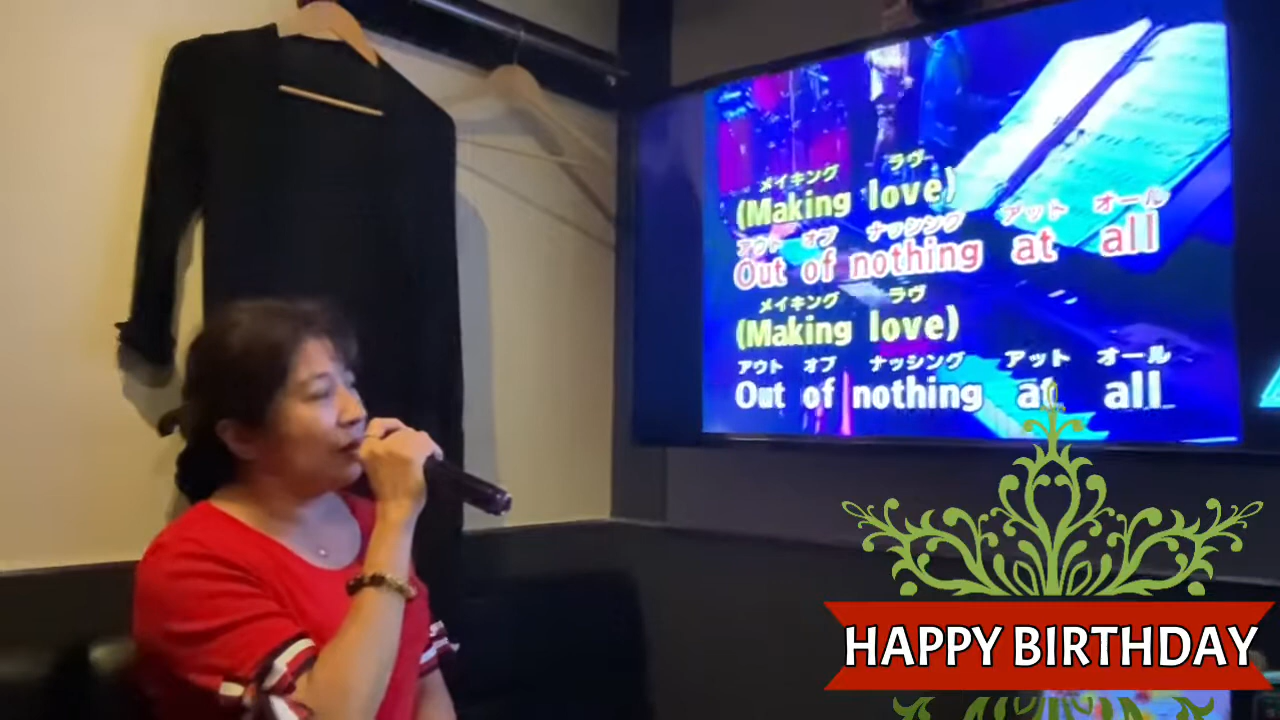 メイキング ラヴ
(Making love)
アウト オブ ナッシング アット オール
Out of nothing at all
メイキング ラヴ
(Making love)
アウト オブ ナッシング アット オール
Out of nothing at all
HAPPY BIRTHDAY